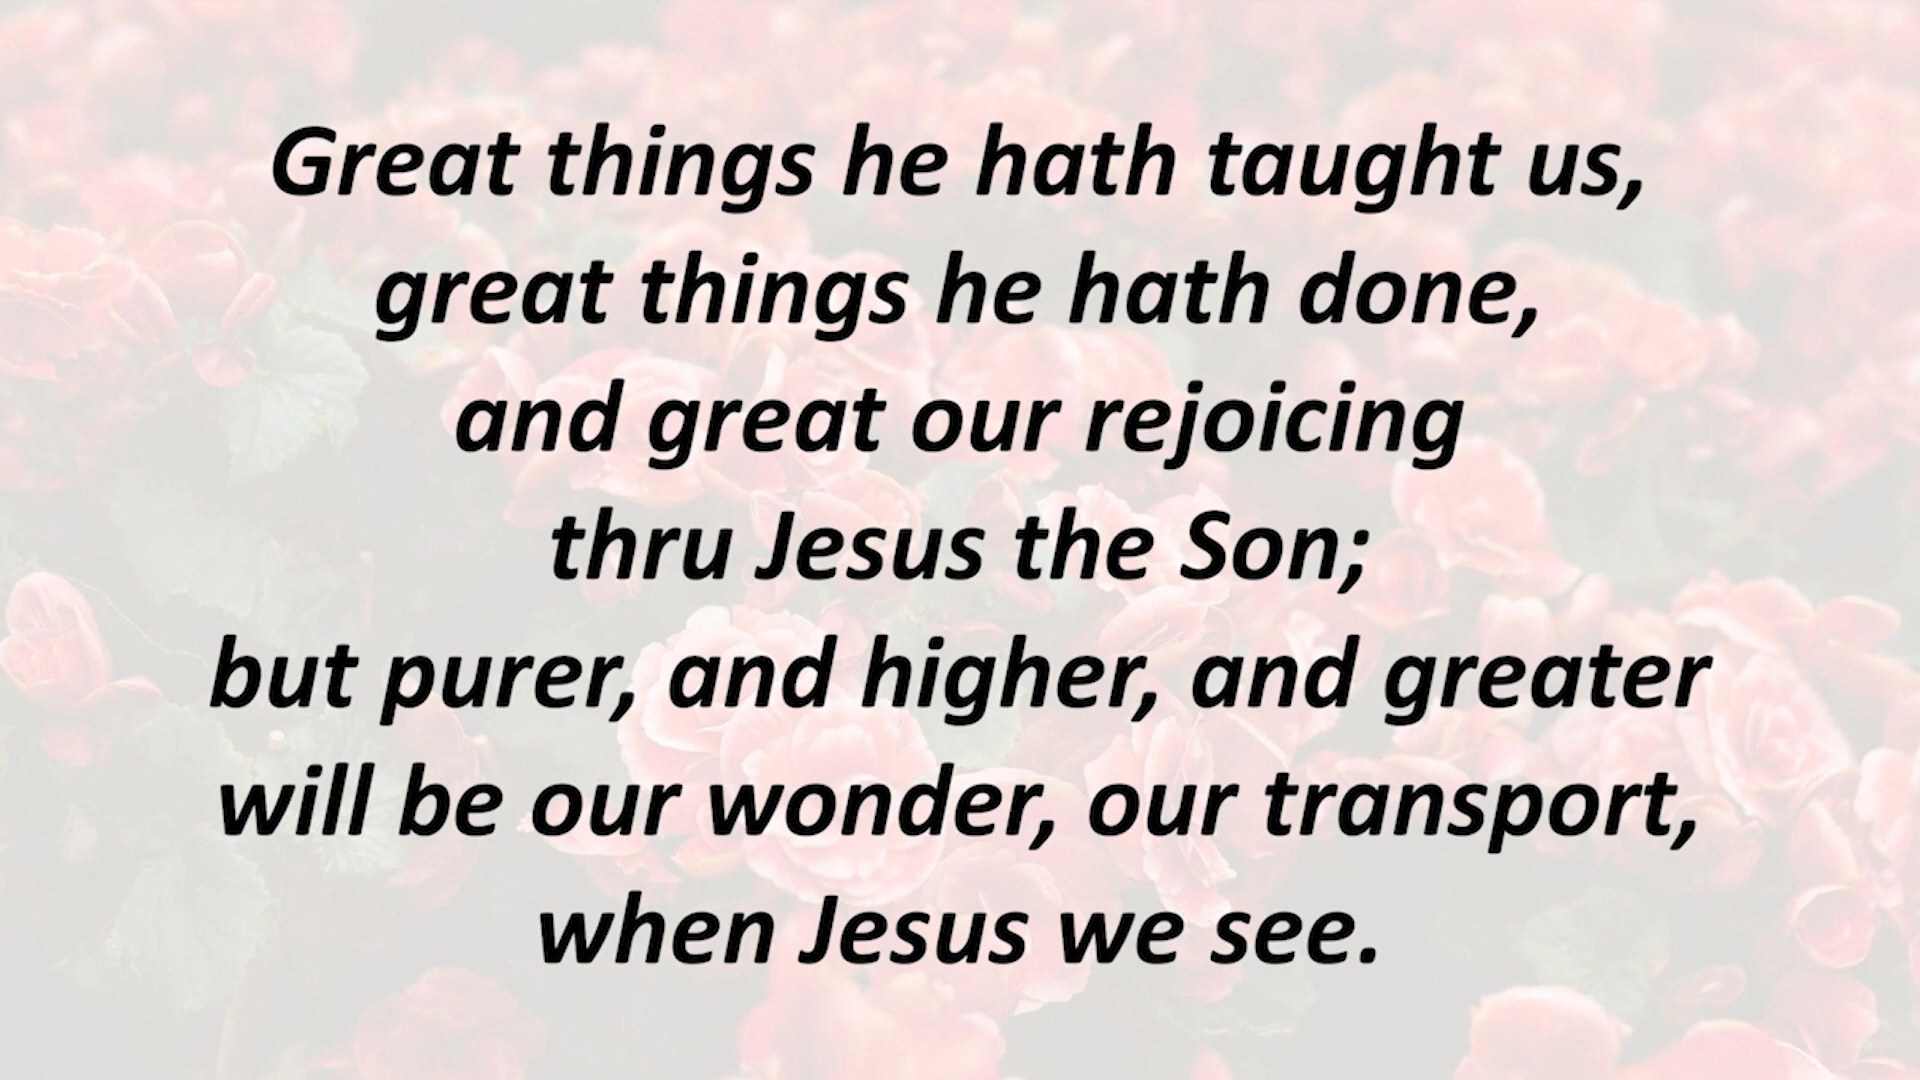 Great things he hath taught us,
great things he hath done,
and great our rejoicing
thru Jesus the Son;
but purer, and higher, and greater
will be our wonder, our transport,
when Jesus we see.